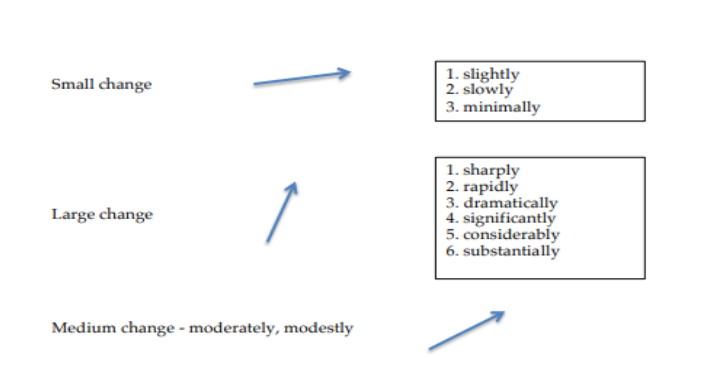 Small change
1. slightly
2. slowly
3. minimally
Large change
1. sharply
2. rapidly
3. dramatically
4. significantly
5. considerably
6. substantially
Medium change - moderately, modestly